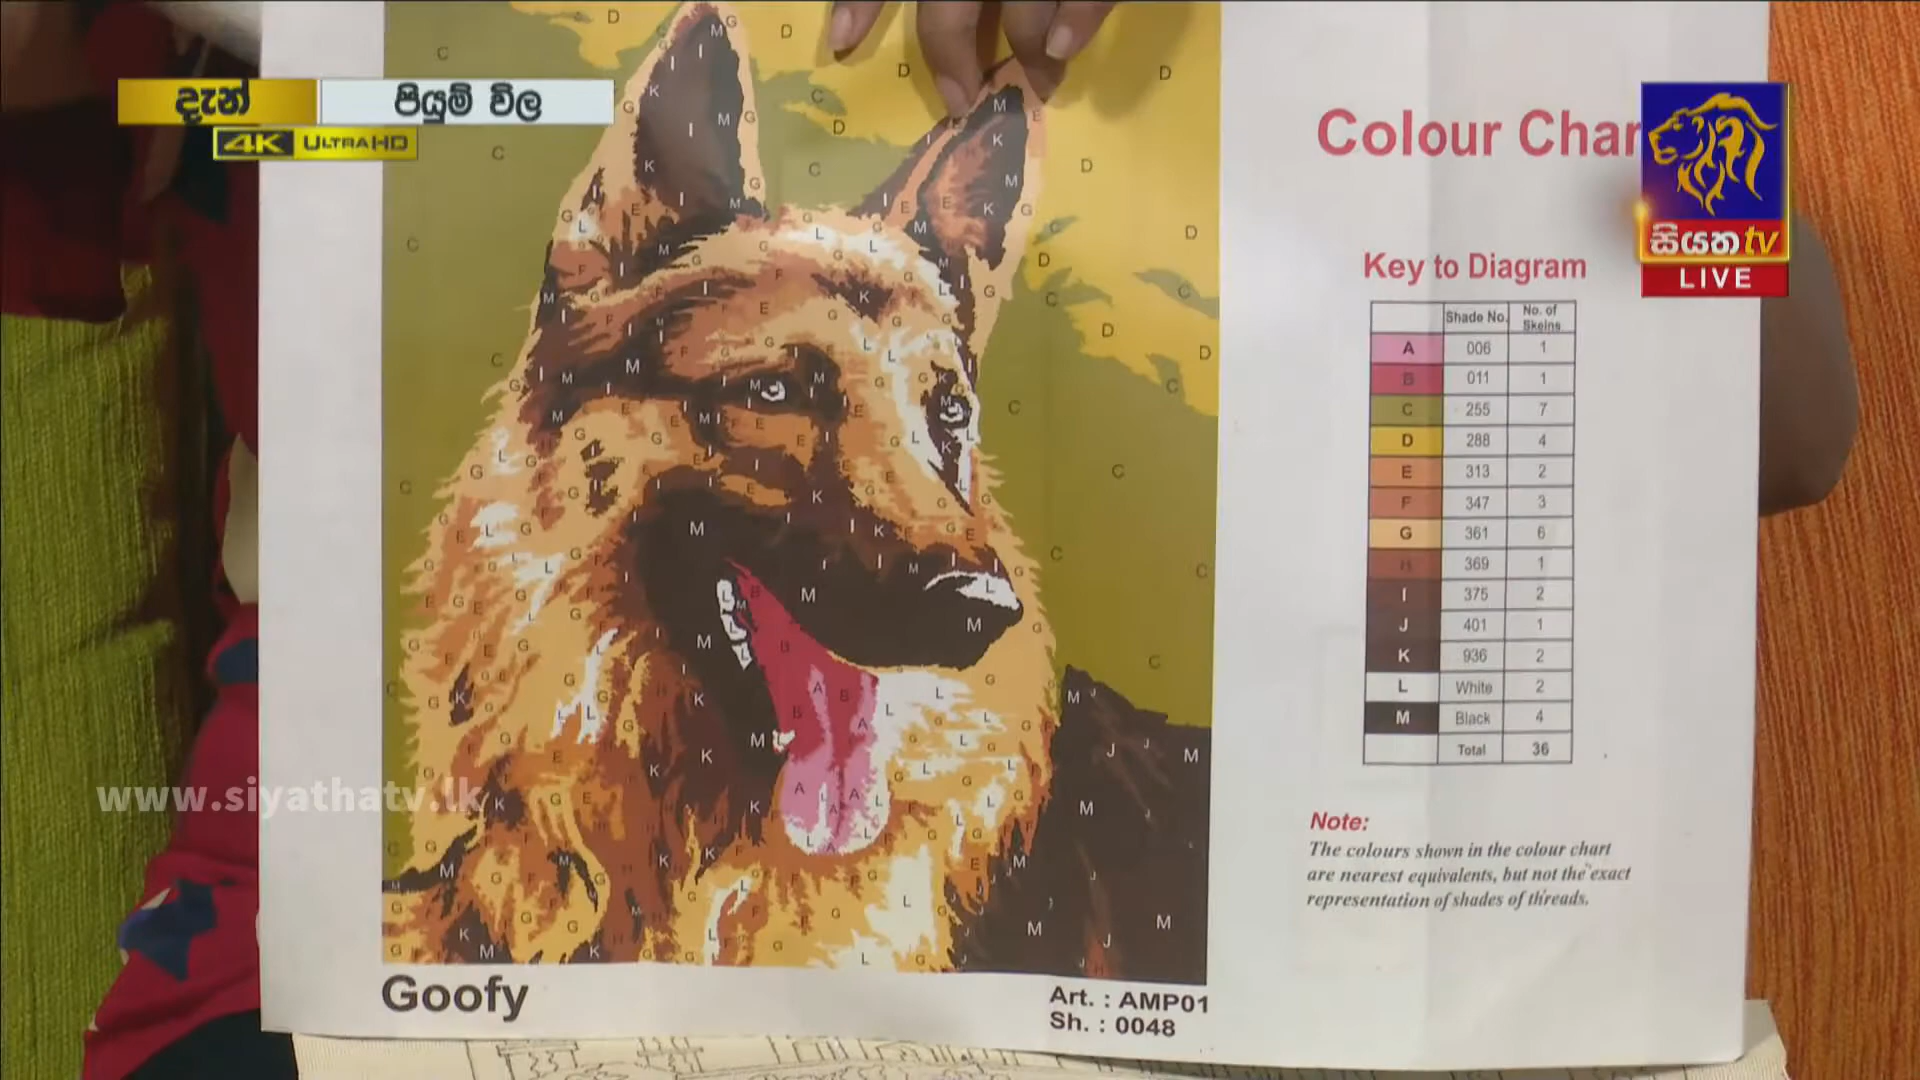 දැන් පියුම් විල
4K ULTRA HD
Colour Char
සියත tv
LIVE
Key to Diagram
Shade No. No. of Skeins
A 006 1
B 011 1
C 255 7
D 288 4
E 313 2
F 347 3
G 361 6
H 369 1
I 375 2
J 401 1
K 936 2
L White 2
M Black 4
Total 36
www.siyathatv.lk
Note:
The colours shown in the colour chart
are nearest equivalents, but not the exact
representation of shades of threads.
Goofy
Art. : AMP01
Sh. : 0048